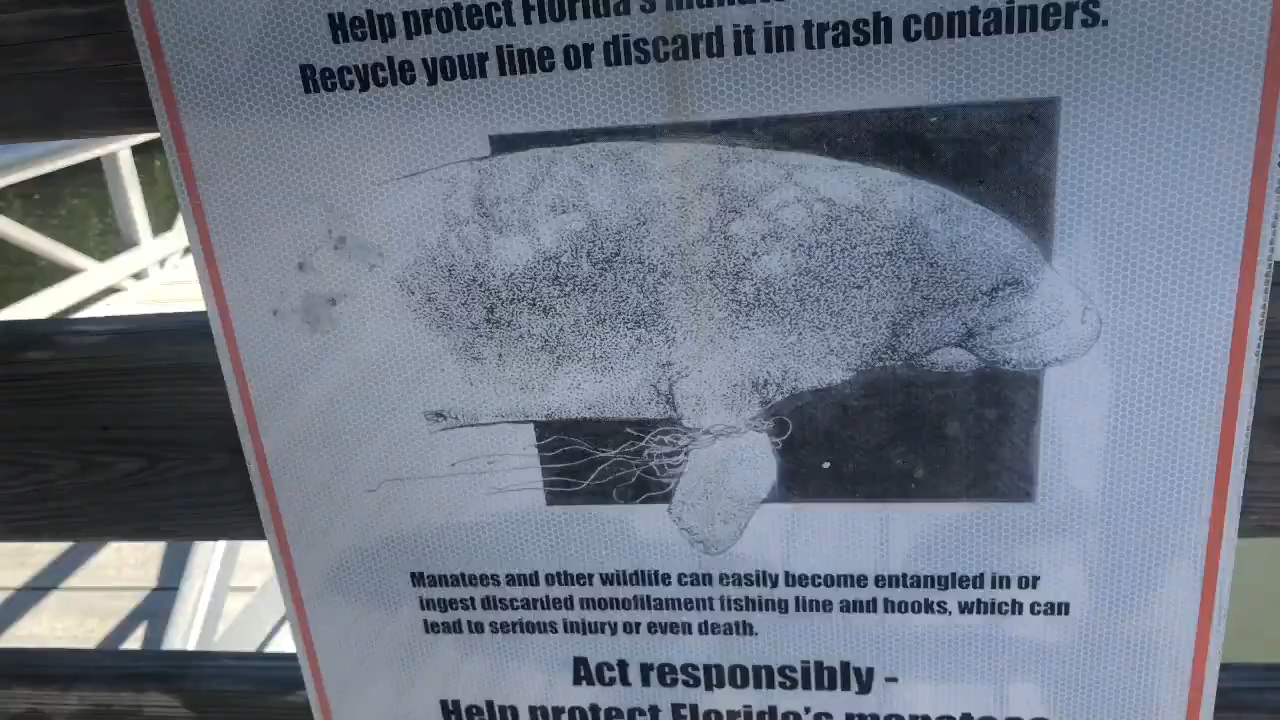 Help protect Florida's
Recycle your line or discard it in trash containers.
Manatees and other wildlife can easily become entangled in or
ingest discarded monofilament fishing line and hooks, which can
lead to serious injury or even death.
Act responsibly -
Help protect Florida's manatees